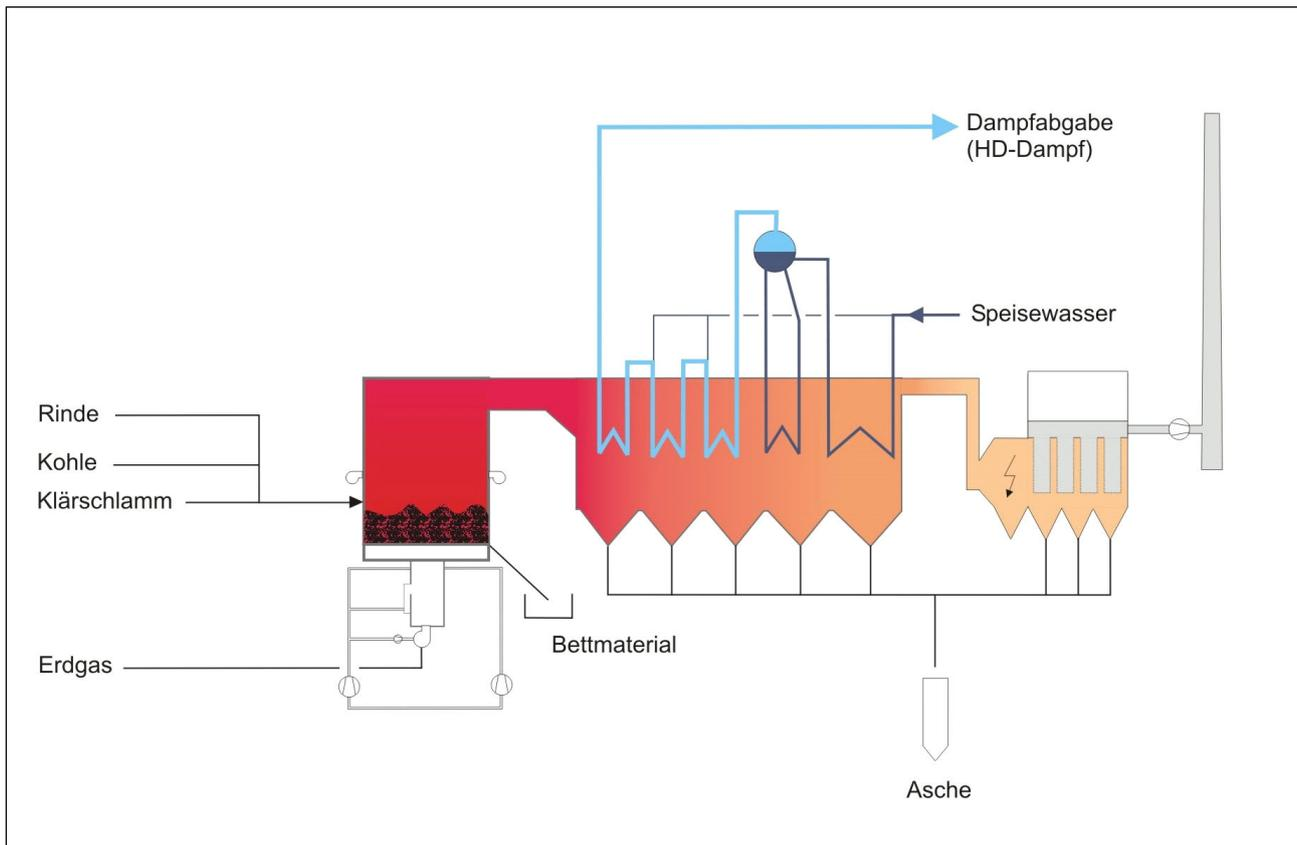 Dampfabgabe
(HD-Dampf)
Speisewasser
Rinde
Kohle
Klärschlamm
Bettmaterial
Erdgas
Asche